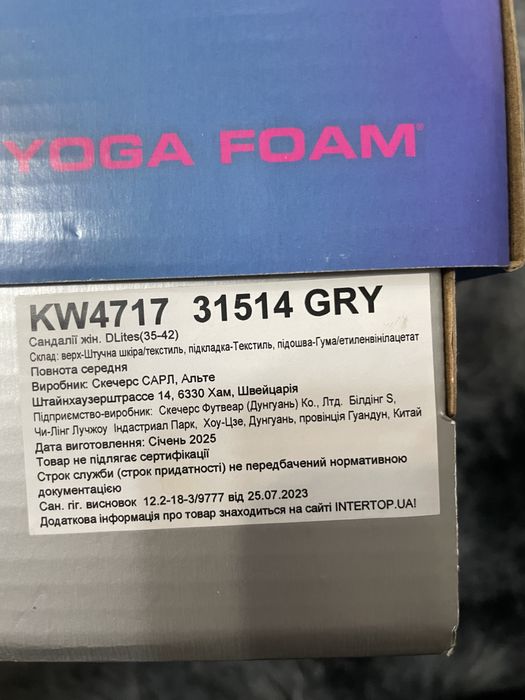 YOGA FOAM
KW4717 31514 GRY
Сандалії жін. DLites(35-42)
Склад: верх-Штучна шкіра/текстиль, підкладка-Текстиль, підошва-Гума/етиленвінілацетат
Повнота середня
Виробник: Скечерс САРЛ, Альте
Штайнхаузерштрассе 14, 6330 Хам, Швейцарія
Підприємство-виробник: Скечерс Футвеар (Дунгуань) Ко., Лтд. Білдінг S,
Чи-Лінг Лучжоу Індастриал Парк, Хоу-Цзе, Дунгуань, провінція Гуандун, Китай
Дата виготовлення: Січень 2025
Товар не підлягає сертифікації
Строк служби (строк придатності) не передбачений нормативною
документацією
Сан. гіг. висновок 12.2-18-3/9777 від 25.07.2023
Додаткова інформація про товар знаходиться на сайті INTERTOP.UA!